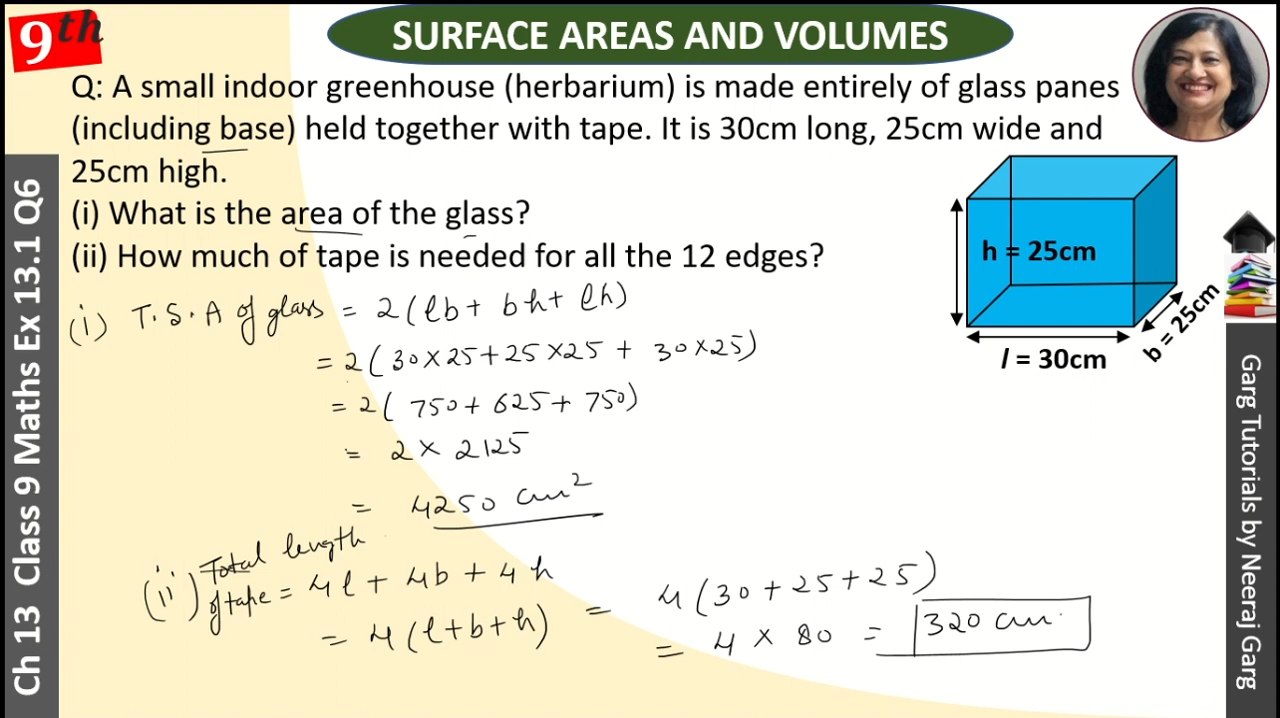 9th
SURFACE AREAS AND VOLUMES
Q: A small indoor greenhouse (herbarium) is made entirely of glass panes
(including base) held together with tape. It is 30cm long, 25cm wide and
25cm high.
(i) What is the area of the glass?
(ii) How much of tape is needed for all the 12 edges?
h = 25cm
l = 30cm
b = 25cm
(i) T.S.A of glass = 2(lb + bh + lh)
= 2(30×25+25×25 + 30×25)
= 2(750+625+750)
= 2 × 2125
= 4250 cm²
(ii) Total length
of tape = 4l + 4b + 4h
= 4(l+b+h)
= 4(30+25+25)
= 4 × 80 = 320 cm.
Ch 13 Class 9 Maths Ex 13.1 Q6
Garg Tutorials by Neeraj Garg